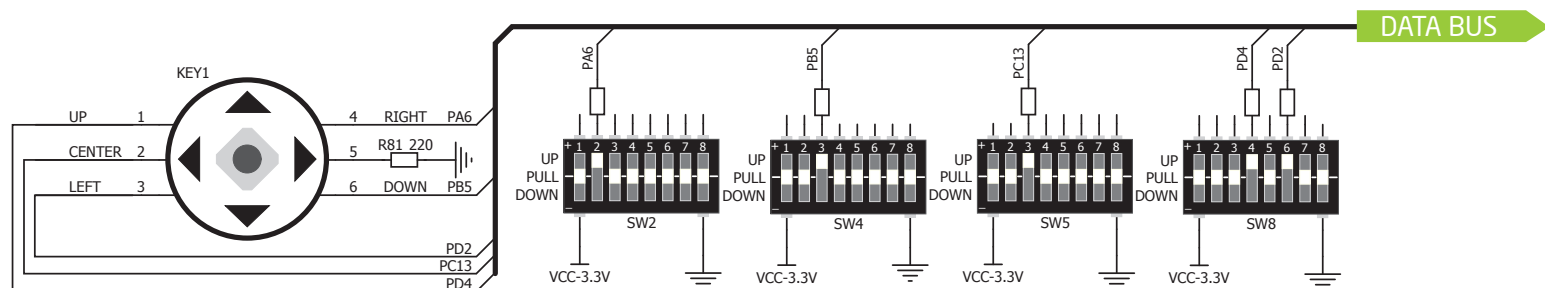 DATA BUS
KEY1
UP 1
CENTER 2
LEFT 3
4 RIGHT PA6
5 R81 220
6 DOWN PB5
PD2
PC13
PD4
PA6
+ 1 2 3 4 5 6 7 8
UP
PULL
DOWN
_
SW2
VCC-3.3V
PB5
+ 1 2 3 4 5 6 7 8
UP
PULL
DOWN
_
SW4
VCC-3.3V
PC13
+ 1 2 3 4 5 6 7 8
UP
PULL
DOWN
_
SW5
VCC-3.3V
PD4 PD2
+ 1 2 3 4 5 6 7 8
UP
PULL
DOWN
_
SW8
VCC-3.3V